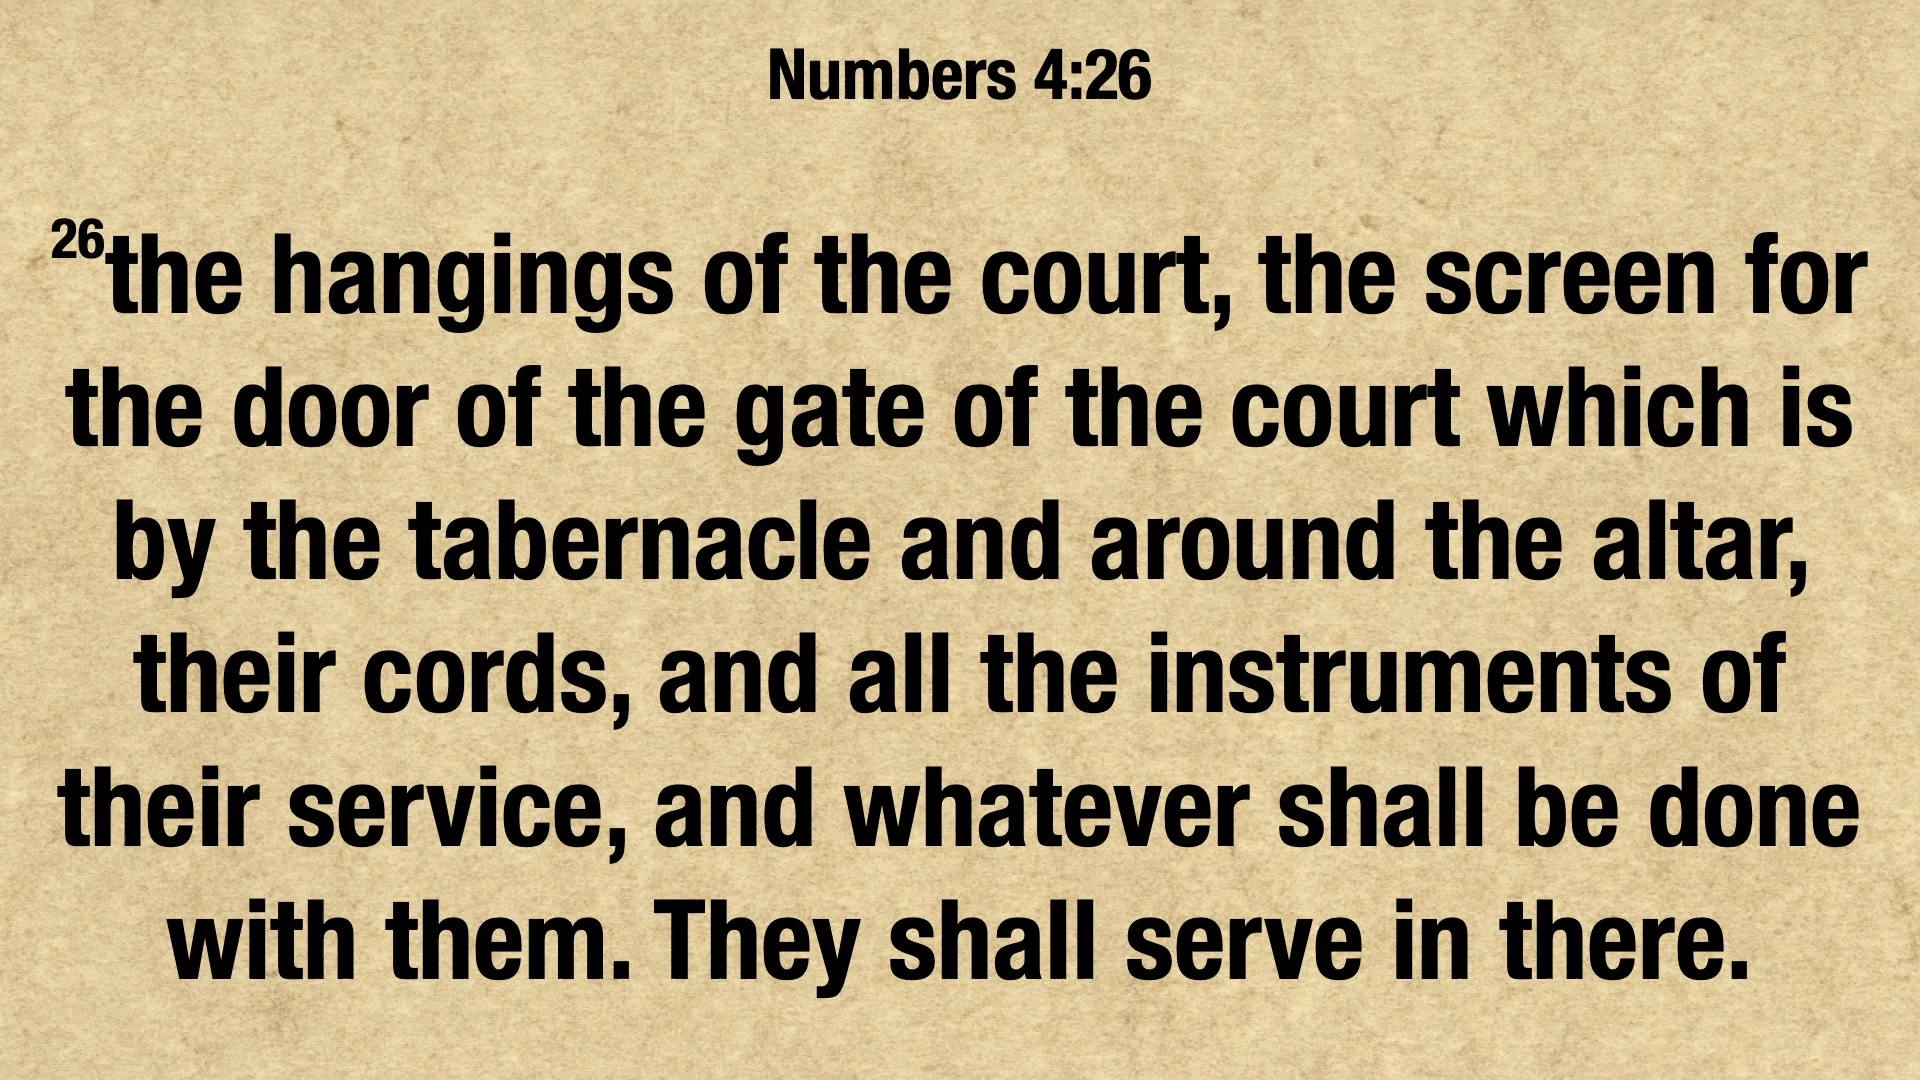 Numbers 4:26
26the hangings of the court, the screen for
the door of the gate of the court which is
by the tabernacle and around the altar,
their cords, and all the instruments of
their service, and whatever shall be done
with them. They shall serve in there.